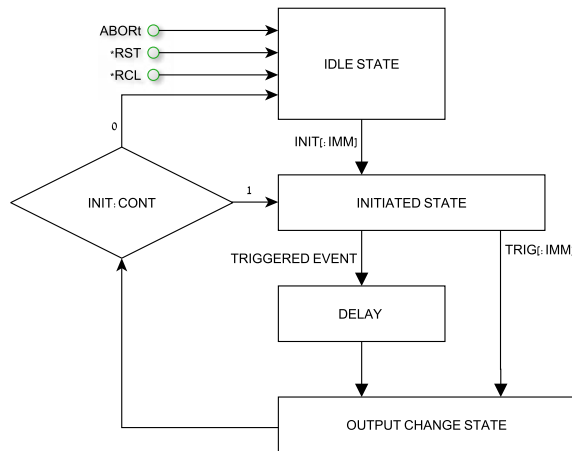 ABORt
*RST
*RCL
IDLE STATE
0
INIT[: IMM]
INIT: CONT
1
INITIATED STATE
TRIGGERED EVENT
TRIG[: IMM]
DELAY
OUTPUT CHANGE STATE